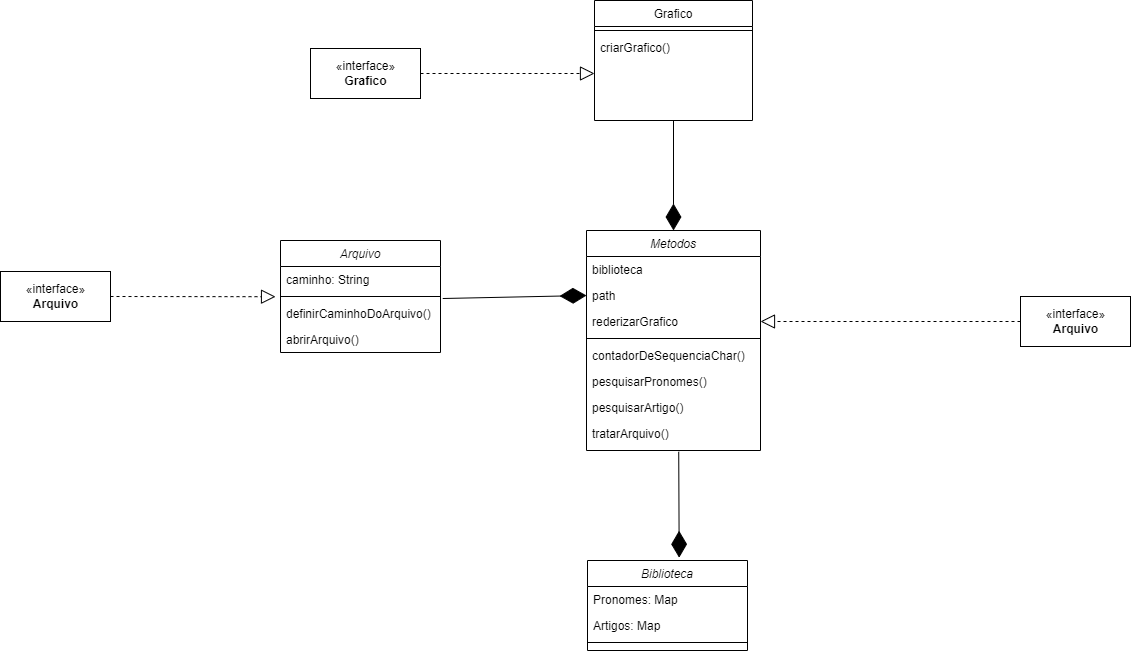 Grafico
criarGrafico()
«interface»
Grafico
Arquivo
caminho: String
definirCaminhoDoArquivo()
abrirArquivo()
«interface»
Arquivo
Metodos
biblioteca
path
rederizarGrafico
contadorDeSequenciaChar()
pesquisarPronomes()
pesquisarArtigo()
tratarArquivo()
«interface»
Arquivo
Biblioteca
Pronomes: Map
Artigos: Map